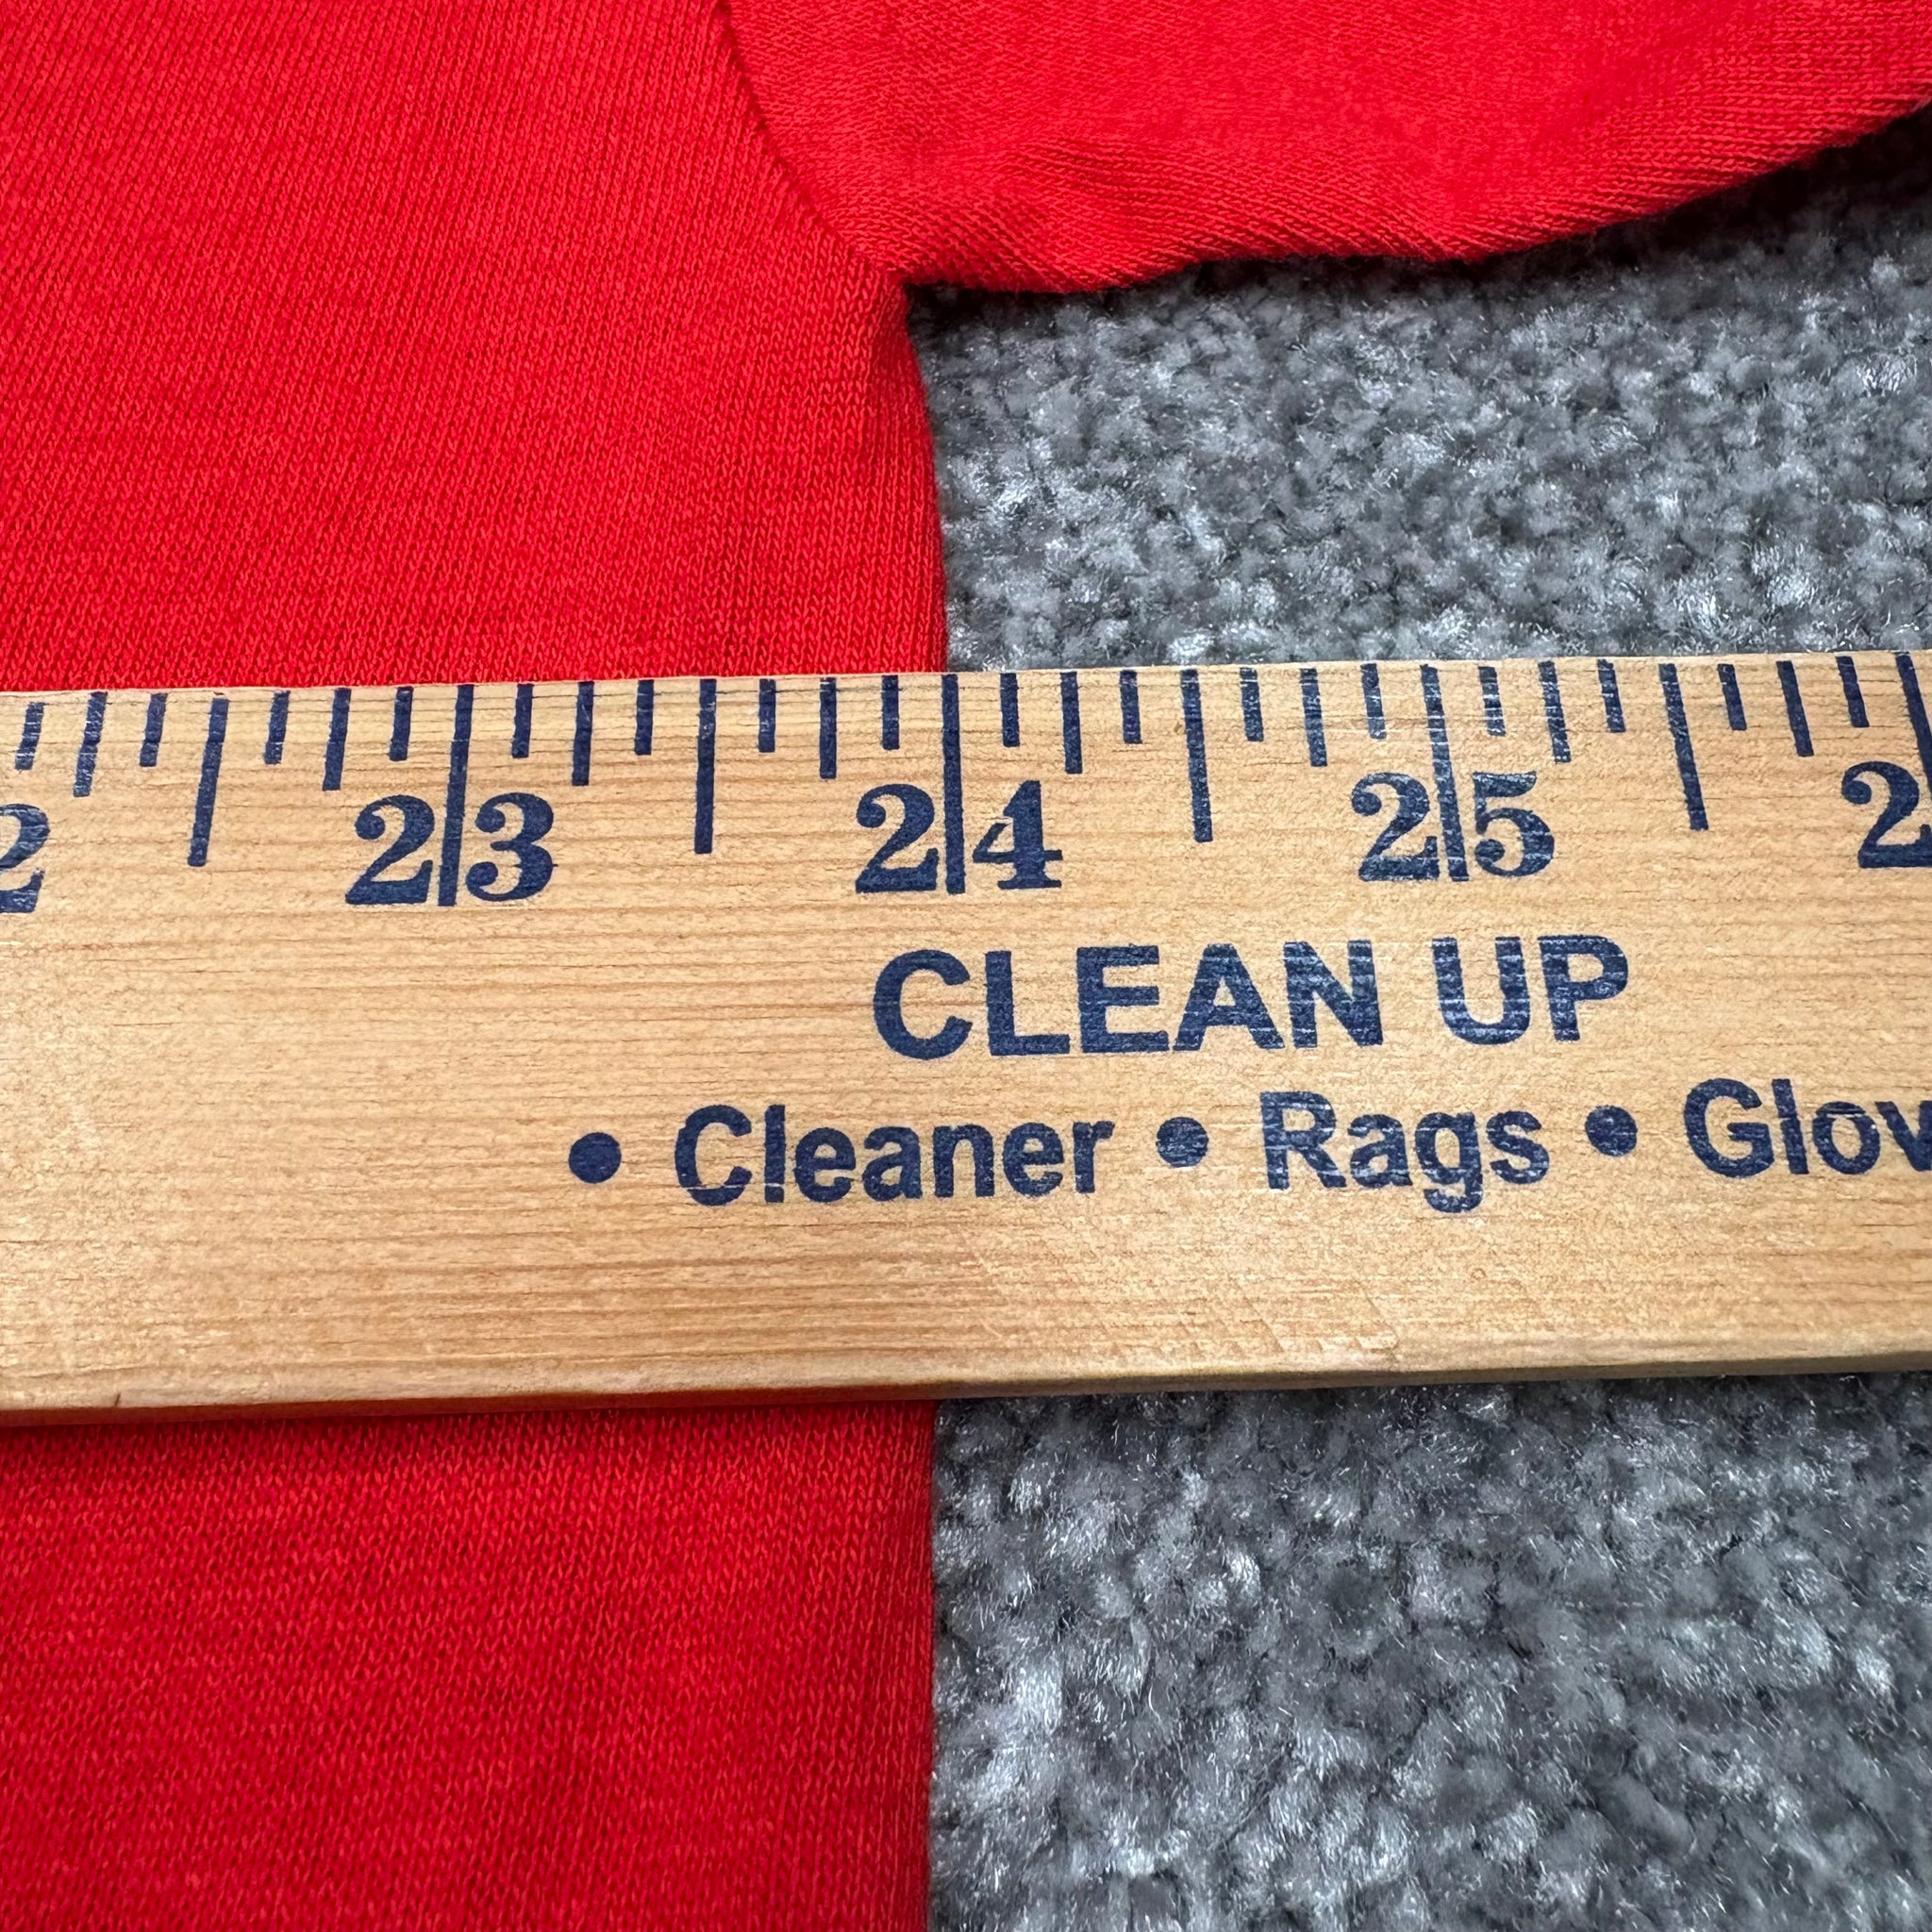 2 23 24 25 2
CLEAN UP
• Cleaner • Rags • Glov